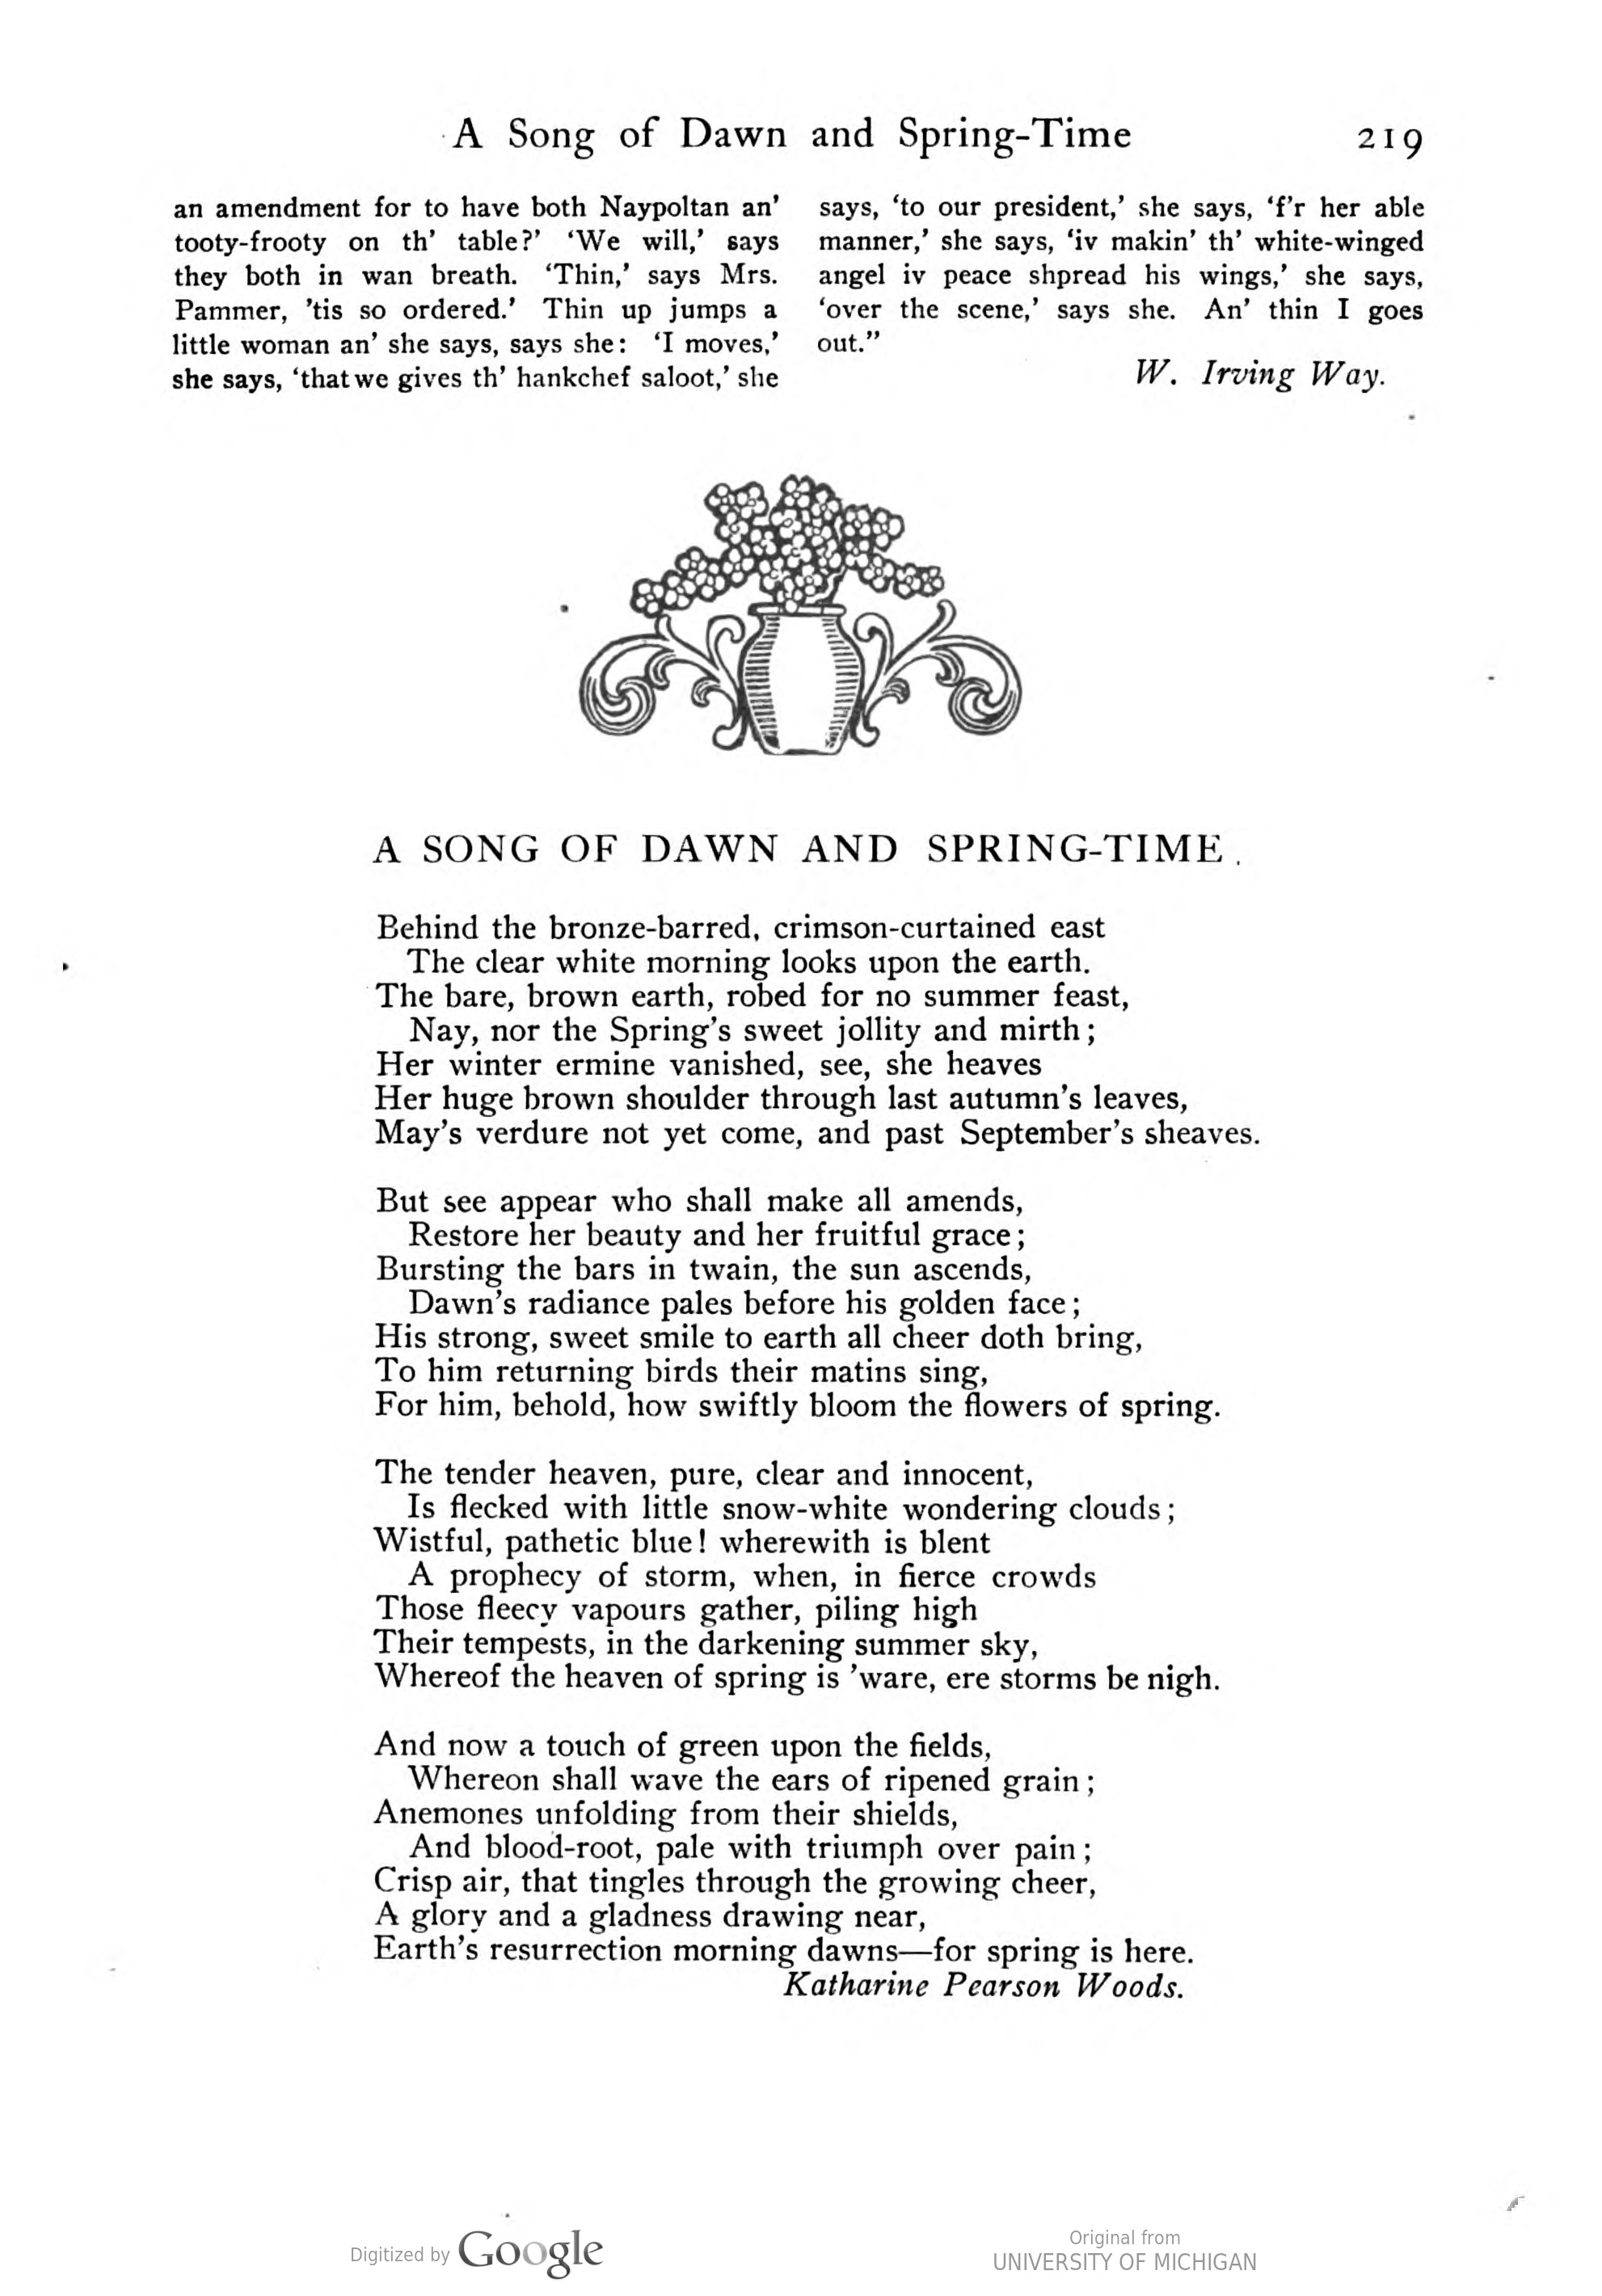 A Song of Dawn and Spring-Time 219
an amendment for to have both Naypoltan an'
tooty-frooty on th' table?' 'We will,' says
they both in wan breath. 'Thin,' says Mrs.
Pammer, 'tis so ordered.' Thin up jumps a
little woman an' she says, says she: 'I moves,'
she says, 'that we gives th' hankchef saloot,' she
says, 'to our president,' she says, 'f'r her able
manner,' she says, 'iv makin' th' white-winged
angel iv peace shpread his wings,' she says,
'over the scene,' says she. An' thin I goes
out."
W. Irving Way.
A SONG OF DAWN AND SPRING-TIME.
Behind the bronze-barred, crimson-curtained east
The clear white morning looks upon the earth.
The bare, brown earth, robed for no summer feast,
Nay, nor the Spring's sweet jollity and mirth;
Her winter ermine vanished, see, she heaves
Her huge brown shoulder through last autumn's leaves,
May's verdure not yet come, and past September's sheaves.
But see appear who shall make all amends,
Restore her beauty and her fruitful grace;
Bursting the bars in twain, the sun ascends,
Dawn's radiance pales before his golden face;
His strong, sweet smile to earth all cheer doth bring,
To him returning birds their matins sing,
For him, behold, how swiftly bloom the flowers of spring.
The tender heaven, pure, clear and innocent,
Is flecked with little snow-white wondering clouds;
Wistful, pathetic blue! wherewith is blent
A prophecy of storm, when, in fierce crowds
Those fleecy vapours gather, piling high
Their tempests, in the darkening summer sky,
Whereof the heaven of spring is 'ware, ere storms be nigh.
And now a touch of green upon the fields,
Whereon shall wave the ears of ripened grain;
Anemones unfolding from their shields,
And blood-root, pale with triumph over pain;
Crisp air, that tingles through the growing cheer,
A glory and a gladness drawing near,
Earth's resurrection morning dawns—for spring is here.
Katharine Pearson Woods.
Digitized by Google
Original from
UNIVERSITY OF MICHIGAN